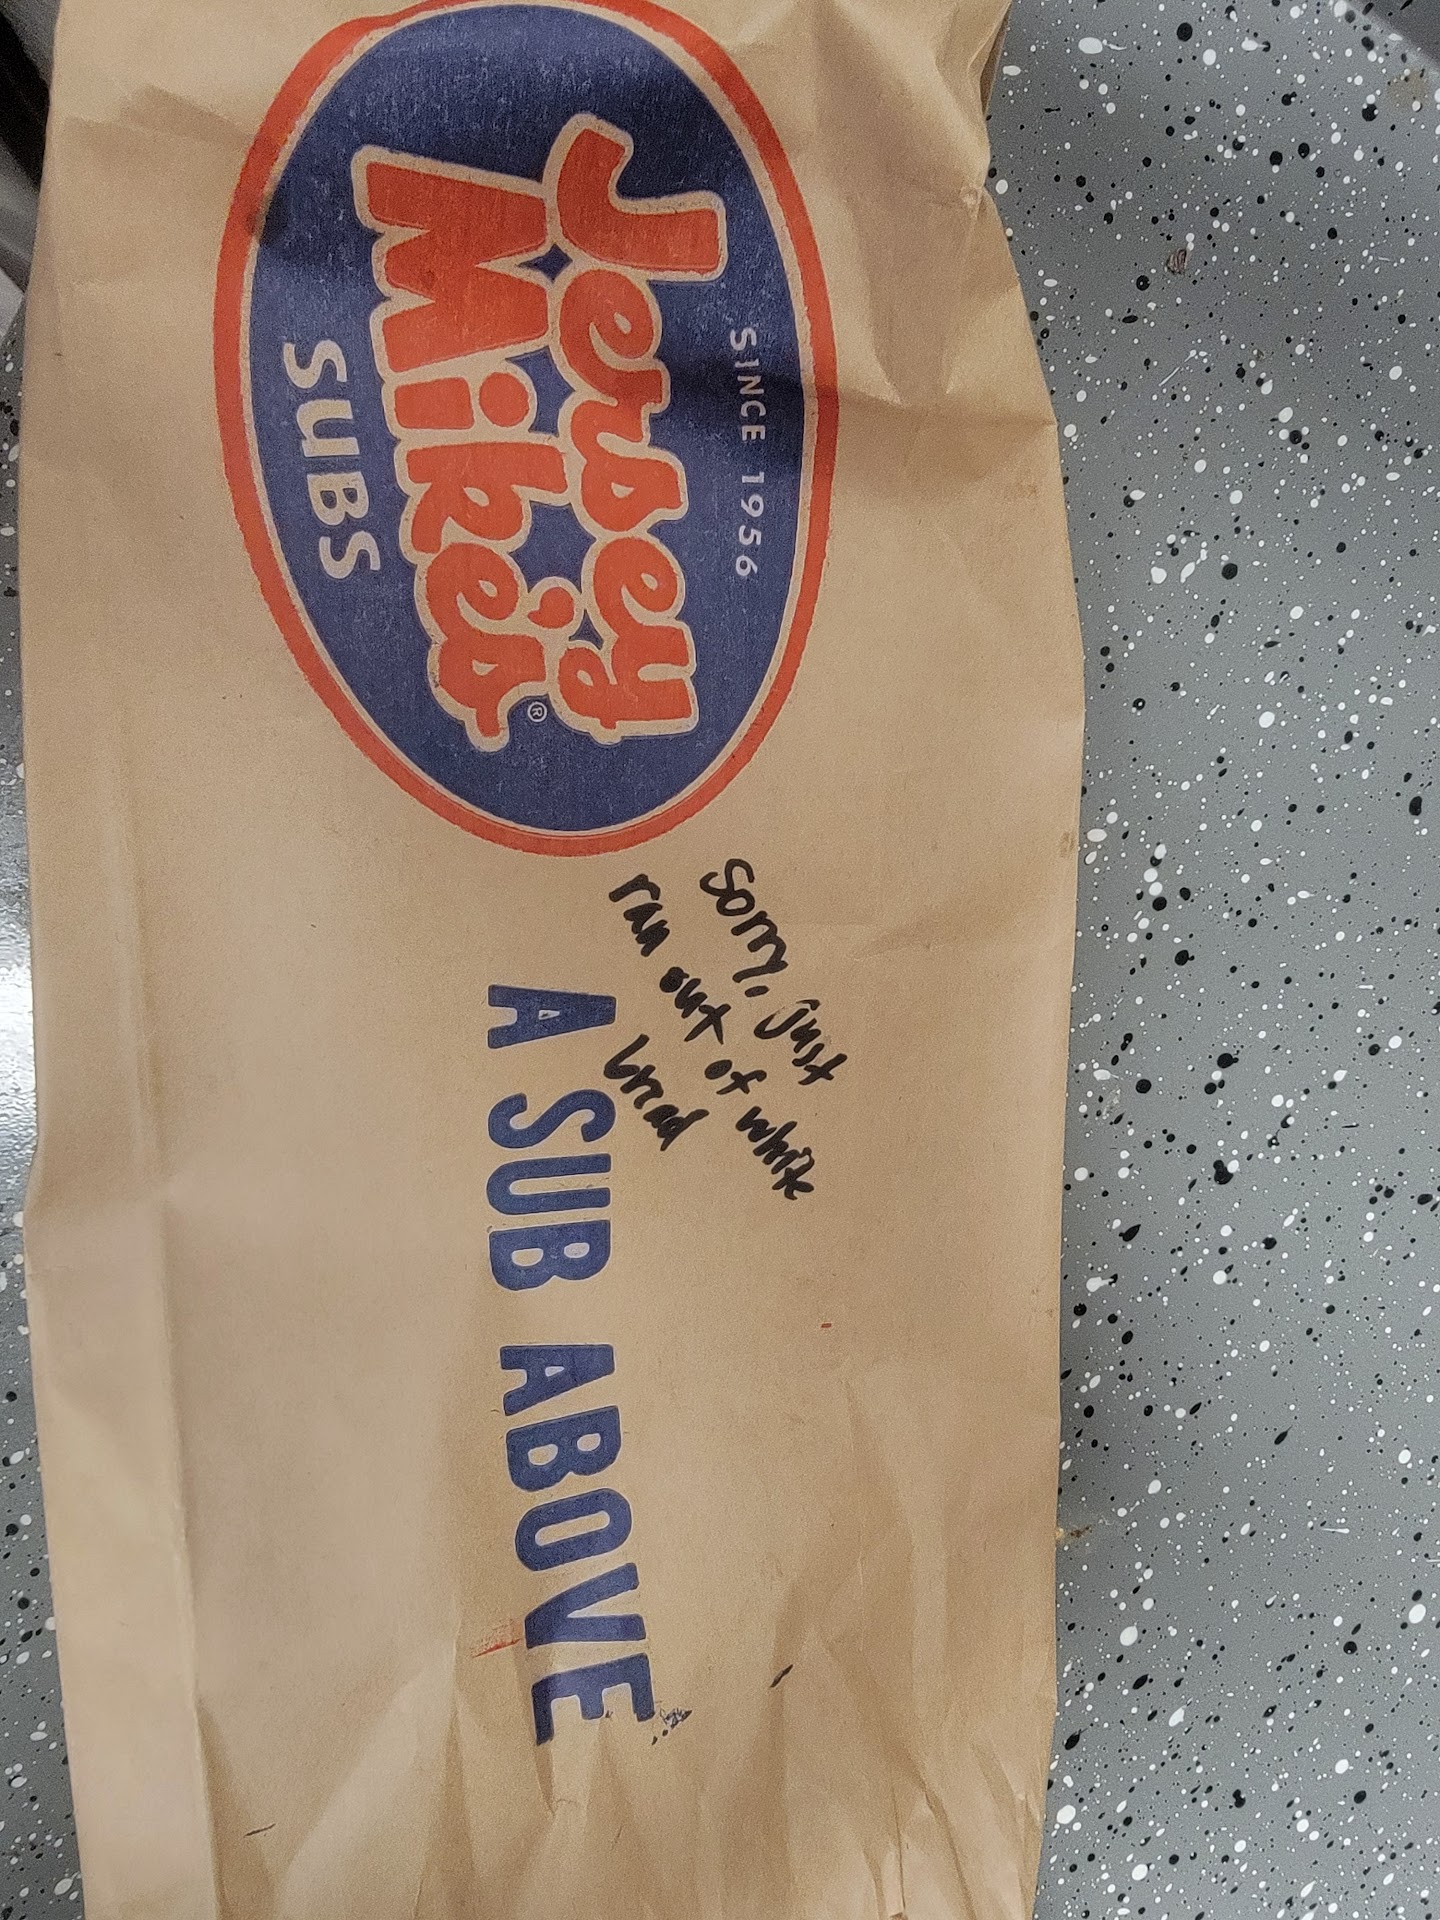 SINCE 1956
Jersey
Mike's®
SUBS
Sorry, just
ran out of white
bread
A SUB ABOVE